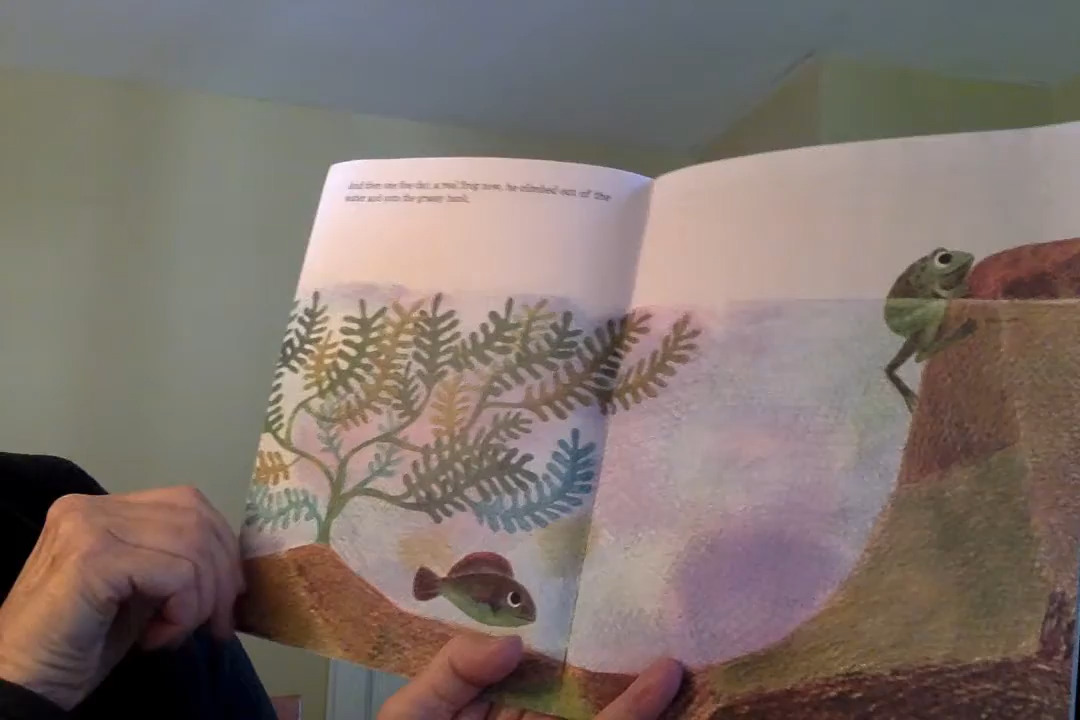 And then one fine day, a real frog now, he climbed out of the
water and onto the grassy bank.